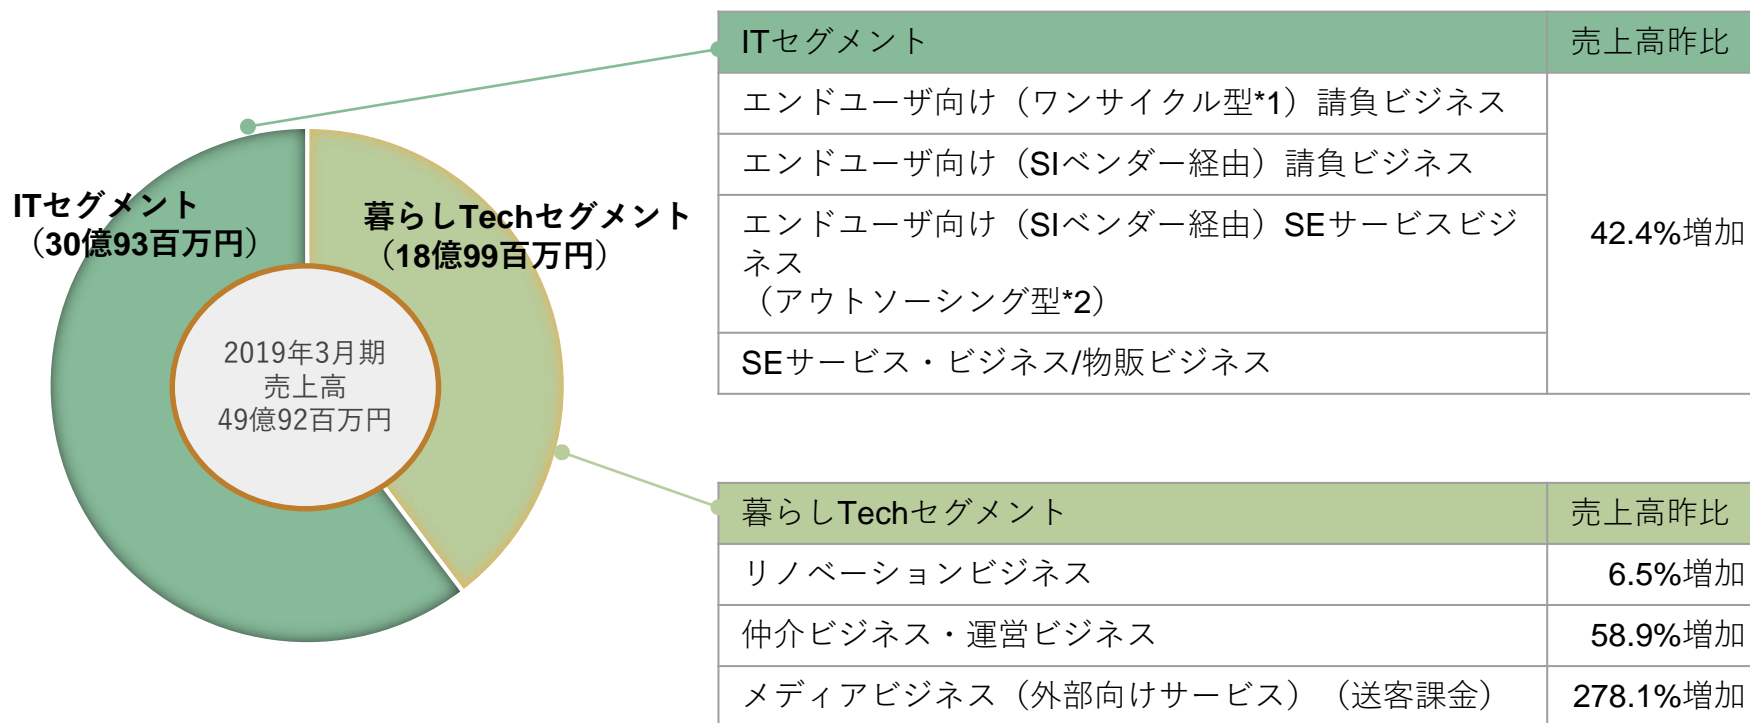 ITセグメント
（30億93百万円）
暮らしTechセグメント
（18億99百万円）
2019年3月期
売上高
49億92百万円
ITセグメント 売上高昨比
エンドユーザ向け（ワンサイクル型*1）請負ビジネス
エンドユーザ向け（SIベンダー経由）請負ビジネス
エンドユーザ向け（SIベンダー経由）SEサービスビジ
ネス
（アウトソーシング型*2）
SEサービス・ビジネス/物販ビジネス
42.4%増加
暮らしTechセグメント 売上高昨比
リノベーションビジネス 6.5%増加
仲介ビジネス・運営ビジネス 58.9%増加
メディアビジネス（外部向けサービス）（送客課金） 278.1%増加